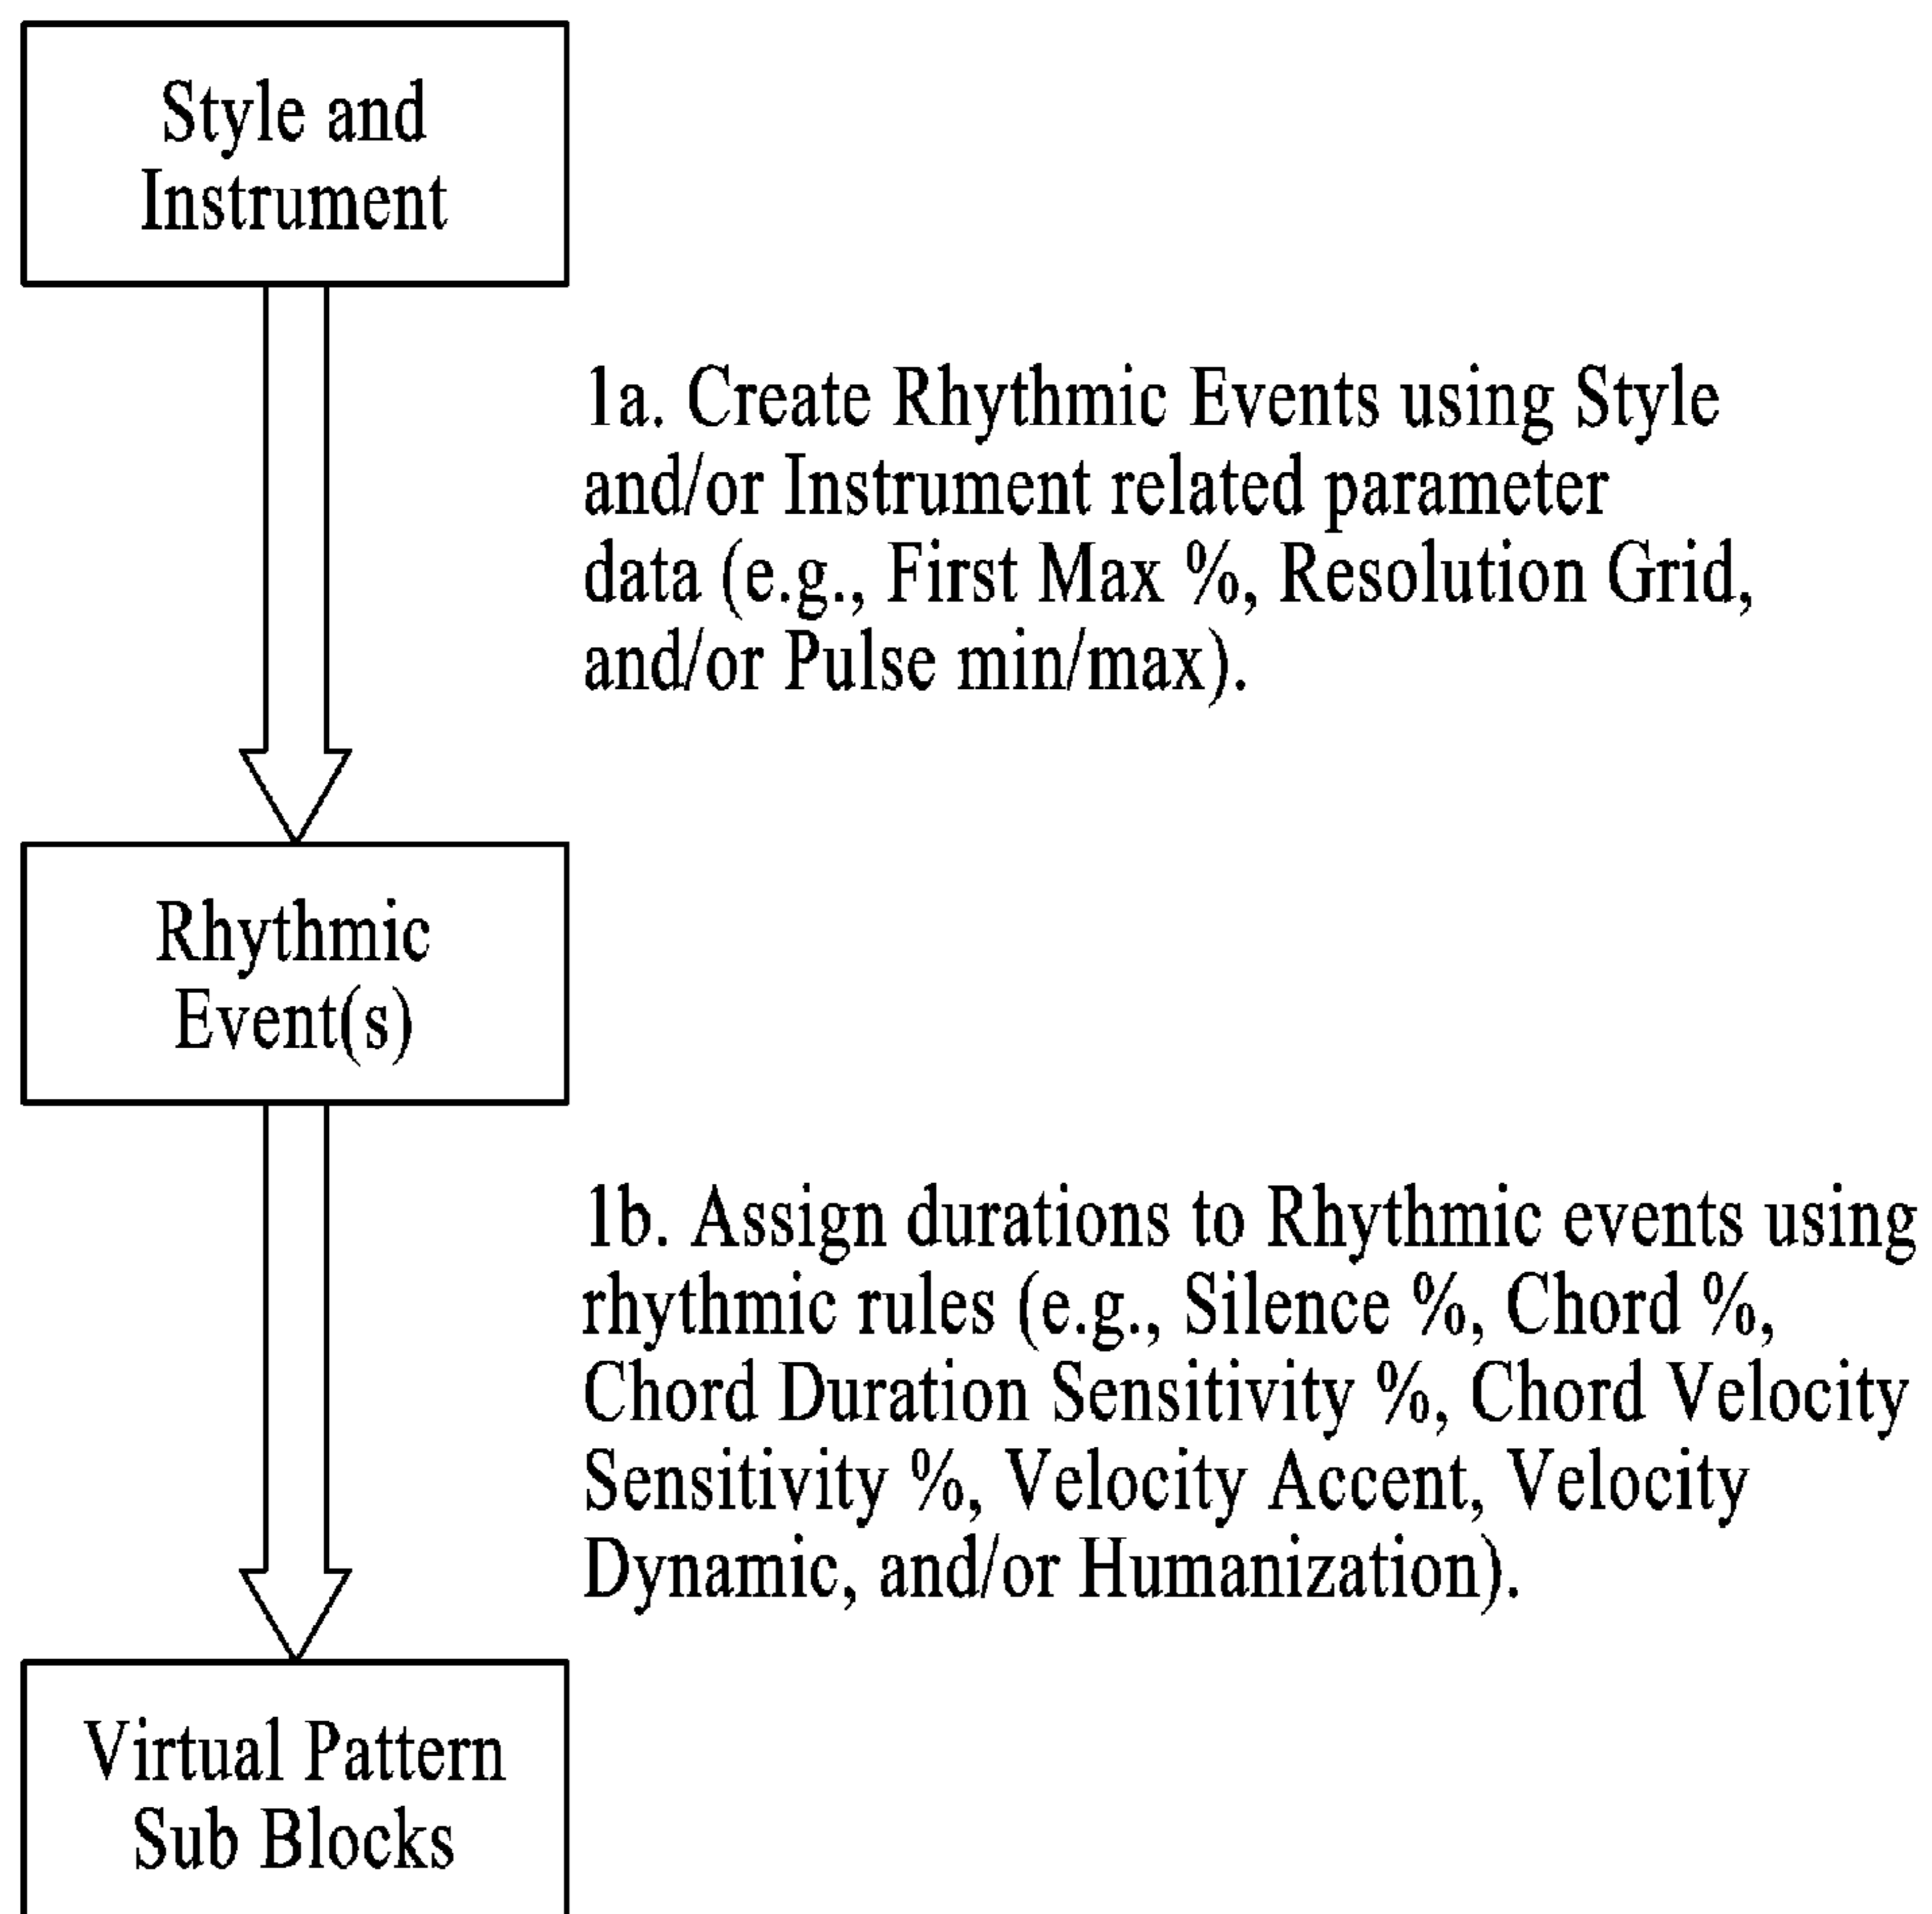 Style and
Instrument
1a. Create Rhythmic Events using Style
and/or Instrument related parameter
data (e.g., First Max %, Resolution Grid,
and/or Pulse min/max).
Rhythmic
Event(s)
1b. Assign durations to Rhythmic events using
rhythmic rules (e.g., Silence %, Chord %,
Chord Duration Sensitivity %, Chord Velocity
Sensitivity %, Velocity Accent, Velocity
Dynamic, and/or Humanization).
Virtual Pattern
Sub Blocks